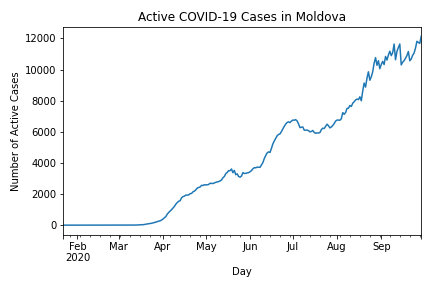 Active COVID-19 Cases in Moldova
Number of Active Cases
12000
10000
8000
6000
4000
2000
0
Feb Mar Apr May Jun Jul Aug Sep
2020
Day